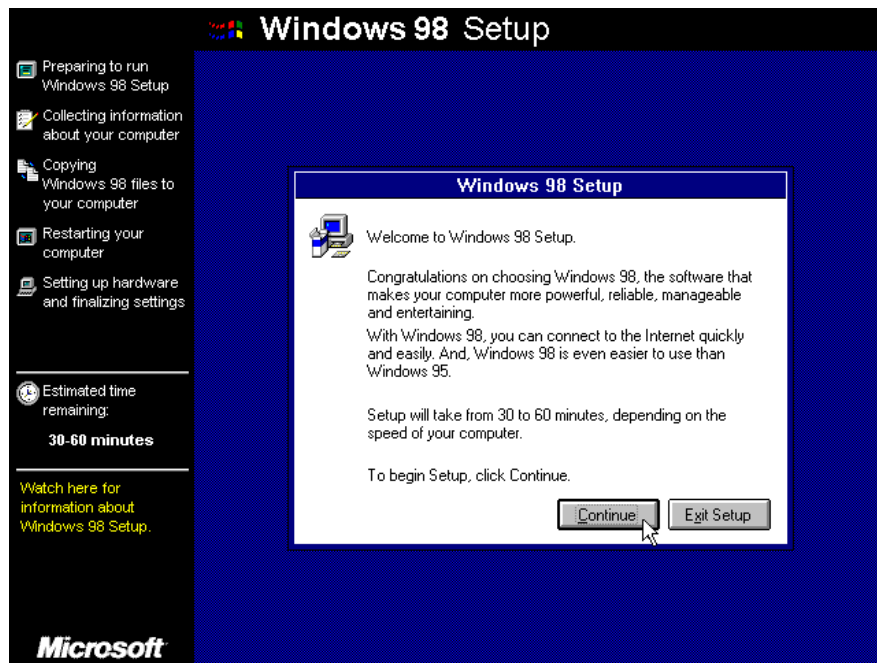 Windows 98 Setup
Preparing to run
Windows 98 Setup
Collecting information
about your computer
Copying
Windows 98 files to
your computer
Restarting your
computer
Setting up hardware
and finalizing settings
Estimated time
remaining:
30-60 minutes
Watch here for
information about
Windows 98 Setup.
Microsoft
Windows 98 Setup
Welcome to Windows 98 Setup.
Congratulations on choosing Windows 98, the software that
makes your computer more powerful, reliable, manageable
and entertaining.
With Windows 98, you can connect to the Internet quickly
and easily. And, Windows 98 is even easier to use than
Windows 95.
Setup will take from 30 to 60 minutes, depending on the
speed of your computer.
To begin Setup, click Continue.
Continue
Exit Setup